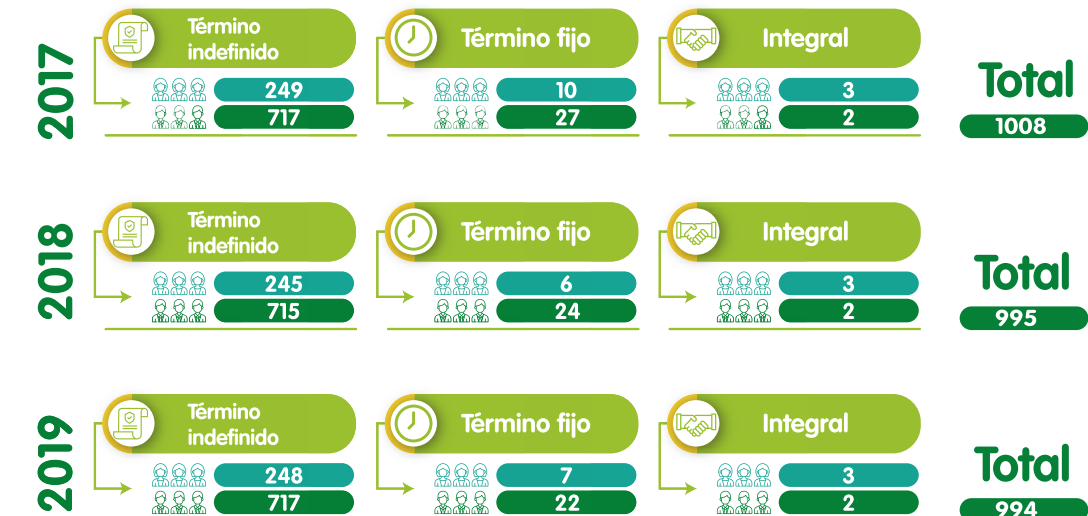 2017
Término
indefinido
249
717
Término fijo
10
27
Integral
3
2
Total
1008
2018
Término
indefinido
245
715
Término fijo
6
24
Integral
3
2
Total
995
2019
Término
indefinido
248
717
Término fijo
7
22
Integral
3
2
Total
994